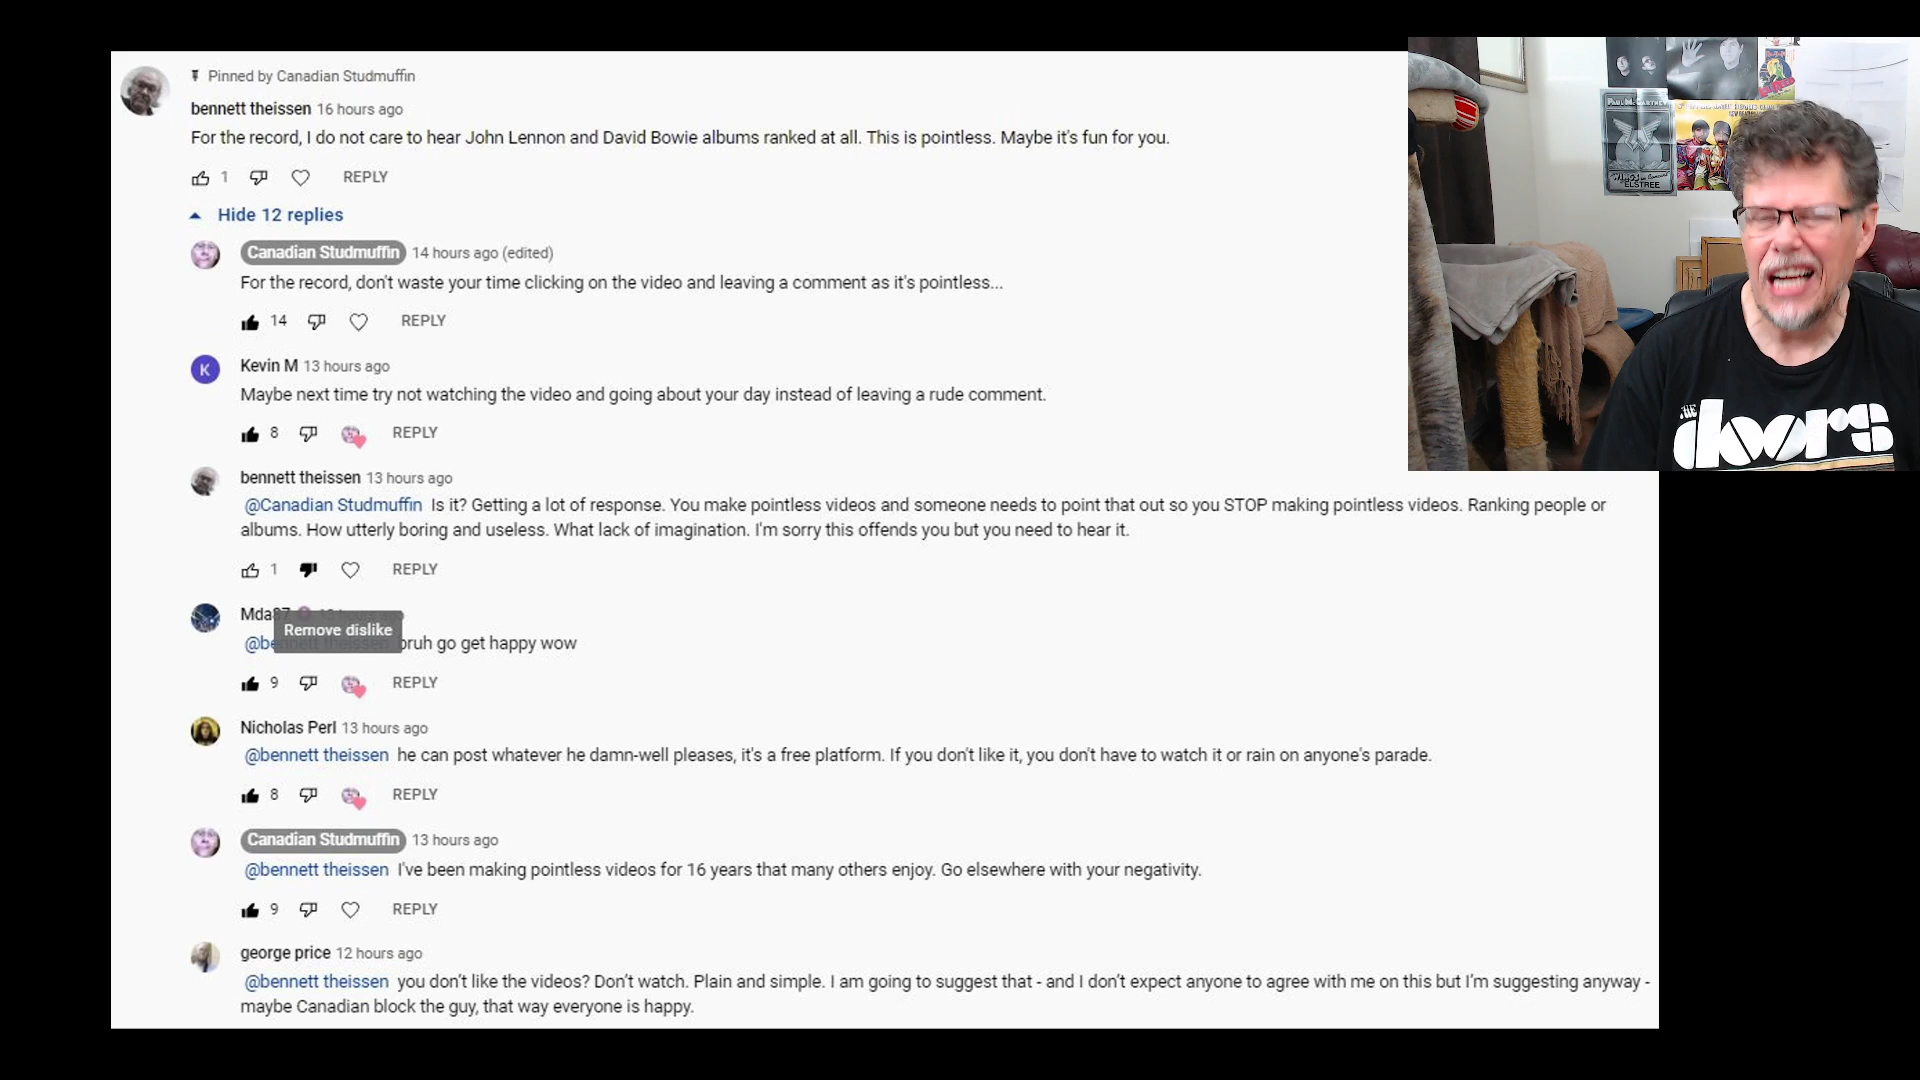 Pinned by Canadian Studmuffin
bennett theissen 16 hours ago
For the record, I do not care to hear John Lennon and David Bowie albums ranked at all. This is pointless. Maybe it's fun for you.
1 REPLY
Hide 12 replies
Canadian Studmuffin 14 hours ago (edited)
For the record, don't waste your time clicking on the video and leaving a comment as it's pointless...
14 REPLY
K
Kevin M 13 hours ago
Maybe next time try not watching the video and going about your day instead of leaving a rude comment.
8 REPLY
bennett theissen 13 hours ago
@Canadian Studmuffin Is it? Getting a lot of response. You make pointless videos and someone needs to point that out so you STOP making pointless videos. Ranking people or
albums. How utterly boring and useless. What lack of imagination. I'm sorry this offends you but you need to hear it.
1 REPLY
Mda87 13 hours ago
Remove dislike
@bennett theissen bruh go get happy wow
9 REPLY
Nicholas Perl 13 hours ago
@bennett theissen he can post whatever he damn-well pleases, it's a free platform. If you don't like it, you don't have to watch it or rain on anyone's parade.
8 REPLY
Canadian Studmuffin 13 hours ago
@bennett theissen I've been making pointless videos for 16 years that many others enjoy. Go elsewhere with your negativity.
9 REPLY
george price 12 hours ago
@bennett theissen you don't like the videos? Don't watch. Plain and simple. I am going to suggest that - and I don't expect anyone to agree with me on this but I'm suggesting anyway -
maybe Canadian block the guy, that way everyone is happy.
PAUL McCARTNEY
ELSTREE
THE
doors